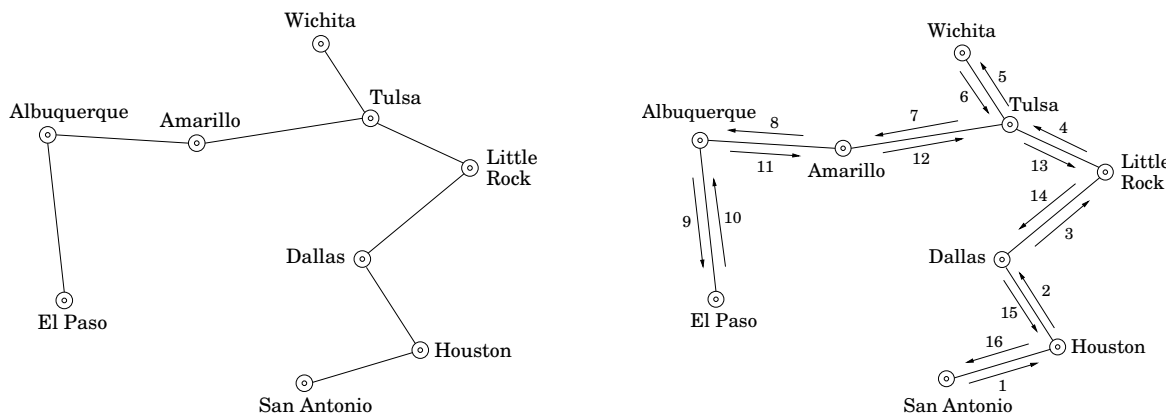 Wichita
Tulsa
Albuquerque
Amarillo
Little
Rock
Dallas
El Paso
Houston
San Antonio
Wichita
5
6
Tulsa
7
8
4
Albuquerque
11
12
13
Amarillo
Little
Rock
14
9
10
3
Dallas
2
15
El Paso
16
Houston
1
San Antonio